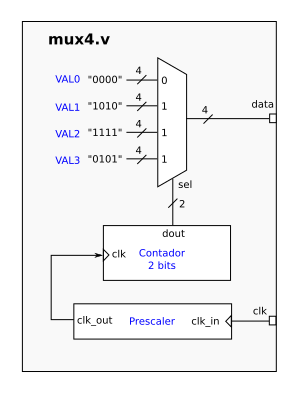 mux4.v
4
VAL0 "0000" 0
4
VAL1 "1010" 1
4
VAL2 "1111" 1
4
VAL3 "0101" 1
4
data
sel
2
dout
clk Contador
2 bits
clk_out Prescaler clk_in
clk